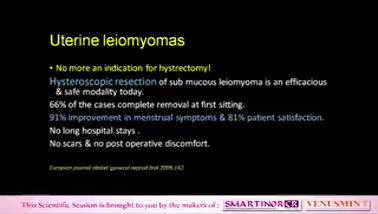 Uterine leiomyomas
• No more an indication for hystrectomy!
Hysteroscopic resection of sub mucous leiomyoma is an efficacious
& safe modality today.
66% of the cases complete removal at first sitting.
91% improvement in menstrual symptoms & 81% patient satisfaction.
No long hospital stays .
No scars & no post operative discomfort.
European journal obstet gynecol reprod biol 2009,142.
This Scientific Session is brought to you by the makers of : SMARTINOR CR VENUSMIN